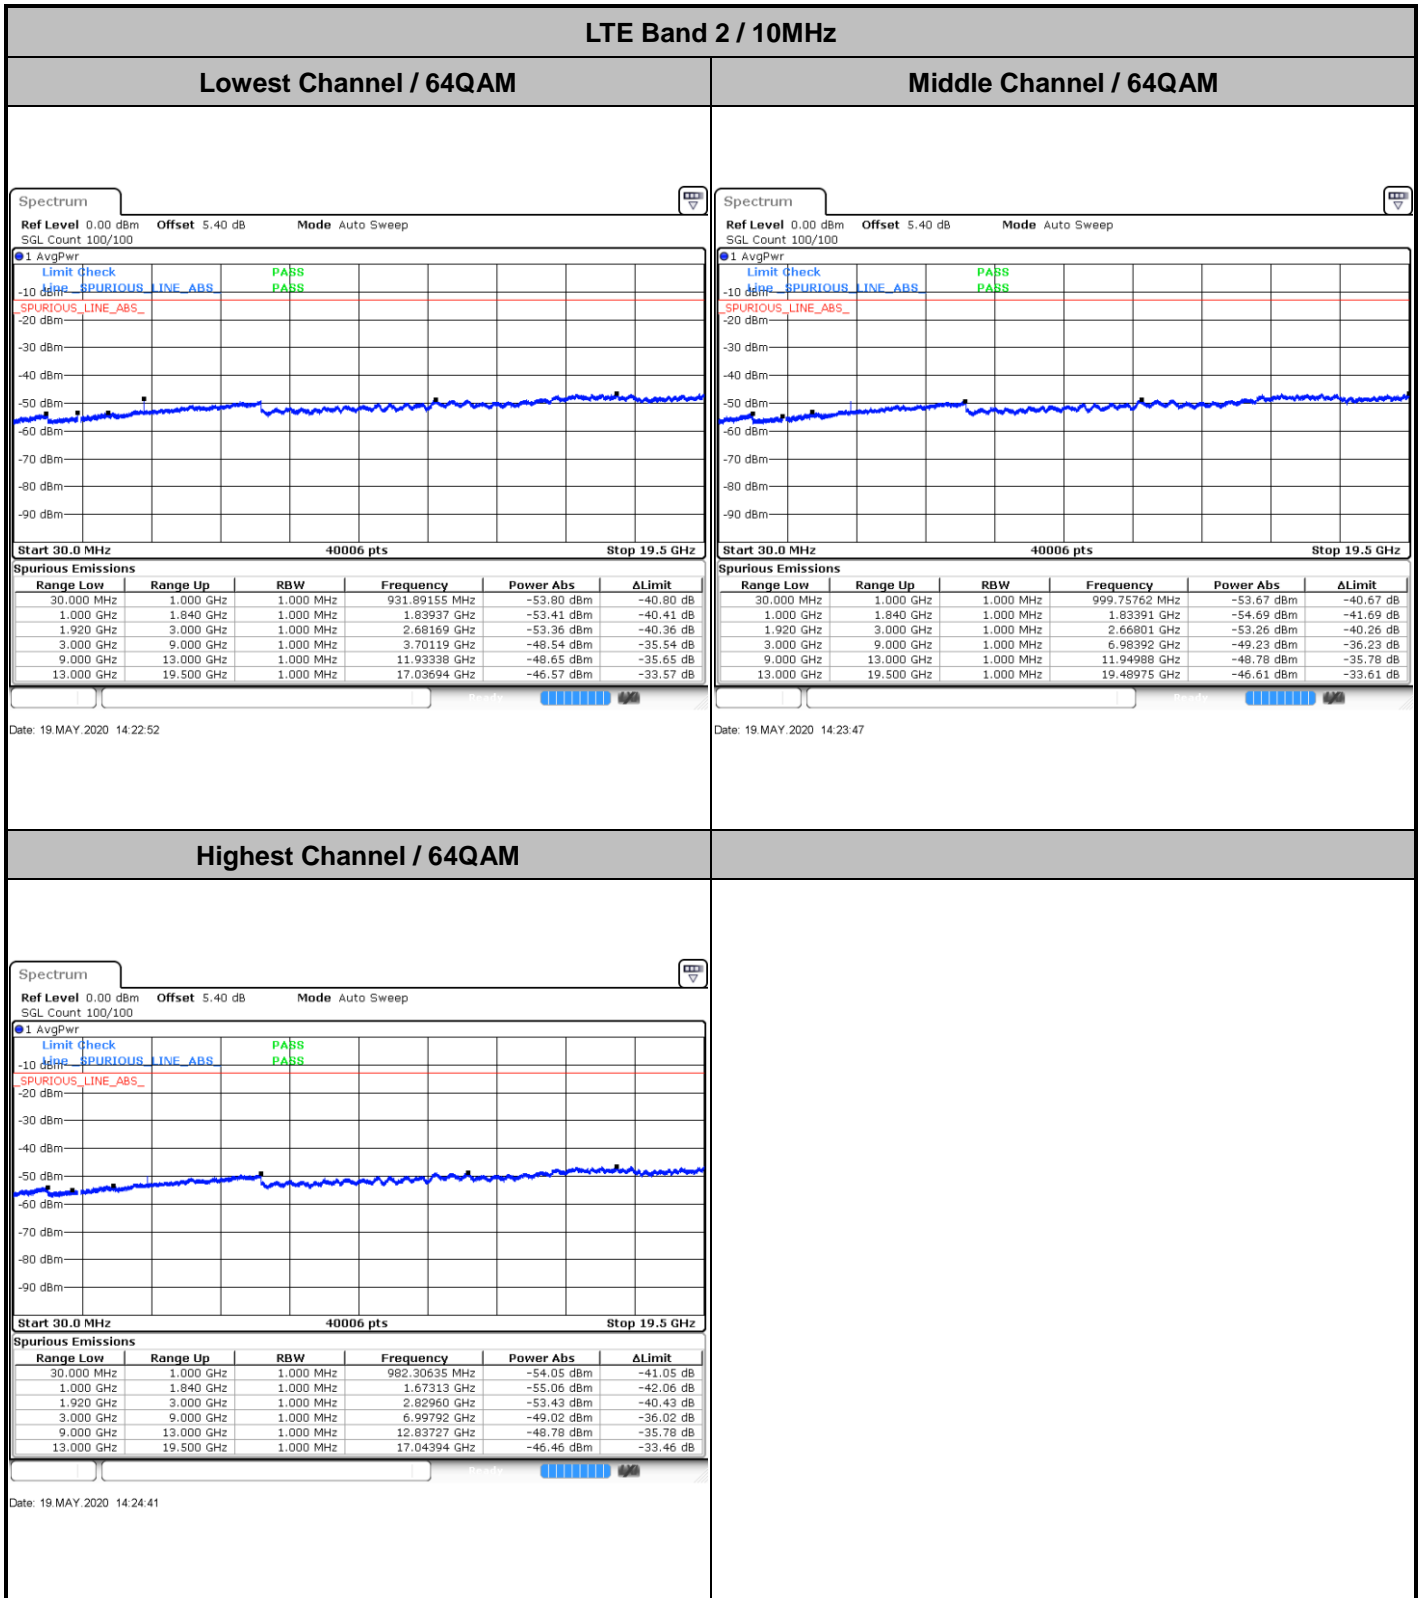 LTE Band 2 / 10MHz
Lowest Channel / 64QAM
Middle Channel / 64QAM
Spectrum
Ref Level 0.00 dBm Offset 5.40 dB Mode Auto Sweep
SGL Count 100/100
1 AvgPwr
Limit Check PASS
Line _SPURIOUS_LINE_ABS_ PASS
-10 dBm
_SPURIOUS_LINE_ABS_
-20 dBm
-30 dBm
-40 dBm
-50 dBm
-60 dBm
-70 dBm
-80 dBm
-90 dBm
Start 30.0 MHz 40006 pts Stop 19.5 GHz
Spurious Emissions
Range Low Range Up RBW Frequency Power Abs ΔLimit
30.000 MHz 1.000 GHz 1.000 MHz 931.89155 MHz -53.80 dBm -40.80 dB
1.000 GHz 1.840 GHz 1.000 MHz 1.83937 GHz -53.41 dBm -40.41 dB
1.920 GHz 3.000 GHz 1.000 MHz 2.68169 GHz -53.36 dBm -40.36 dB
3.000 GHz 9.000 GHz 1.000 MHz 3.70119 GHz -48.54 dBm -35.54 dB
9.000 GHz 13.000 GHz 1.000 MHz 11.93338 GHz -48.65 dBm -35.65 dB
13.000 GHz 19.500 GHz 1.000 MHz 17.03694 GHz -46.57 dBm -33.57 dB
Date: 19.MAY.2020 14:22:52
Spectrum
Ref Level 0.00 dBm Offset 5.40 dB Mode Auto Sweep
SGL Count 100/100
1 AvgPwr
Limit Check PASS
Line _SPURIOUS_LINE_ABS_ PASS
-10 dBm
_SPURIOUS_LINE_ABS_
-20 dBm
-30 dBm
-40 dBm
-50 dBm
-60 dBm
-70 dBm
-80 dBm
-90 dBm
Start 30.0 MHz 40006 pts Stop 19.5 GHz
Spurious Emissions
Range Low Range Up RBW Frequency Power Abs ΔLimit
30.000 MHz 1.000 GHz 1.000 MHz 999.75762 MHz -53.67 dBm -40.67 dB
1.000 GHz 1.840 GHz 1.000 MHz 1.83391 GHz -54.69 dBm -41.69 dB
1.920 GHz 3.000 GHz 1.000 MHz 2.66801 GHz -53.26 dBm -40.26 dB
3.000 GHz 9.000 GHz 1.000 MHz 6.98392 GHz -49.23 dBm -36.23 dB
9.000 GHz 13.000 GHz 1.000 MHz 11.94988 GHz -48.78 dBm -35.78 dB
13.000 GHz 19.500 GHz 1.000 MHz 19.48975 GHz -46.61 dBm -33.61 dB
Date: 19.MAY.2020 14:23:47
Highest Channel / 64QAM
Spectrum
Ref Level 0.00 dBm Offset 5.40 dB Mode Auto Sweep
SGL Count 100/100
1 AvgPwr
Limit Check PASS
Line _SPURIOUS_LINE_ABS_ PASS
-10 dBm
_SPURIOUS_LINE_ABS_
-20 dBm
-30 dBm
-40 dBm
-50 dBm
-60 dBm
-70 dBm
-80 dBm
-90 dBm
Start 30.0 MHz 40006 pts Stop 19.5 GHz
Spurious Emissions
Range Low Range Up RBW Frequency Power Abs ΔLimit
30.000 MHz 1.000 GHz 1.000 MHz 982.30635 MHz -54.05 dBm -41.05 dB
1.000 GHz 1.840 GHz 1.000 MHz 1.67313 GHz -55.06 dBm -42.06 dB
1.920 GHz 3.000 GHz 1.000 MHz 2.82960 GHz -53.43 dBm -40.43 dB
3.000 GHz 9.000 GHz 1.000 MHz 6.99792 GHz -49.02 dBm -36.02 dB
9.000 GHz 13.000 GHz 1.000 MHz 12.83727 GHz -48.78 dBm -35.78 dB
13.000 GHz 19.500 GHz 1.000 MHz 17.04394 GHz -46.46 dBm -33.46 dB
Date: 19.MAY.2020 14:24:41